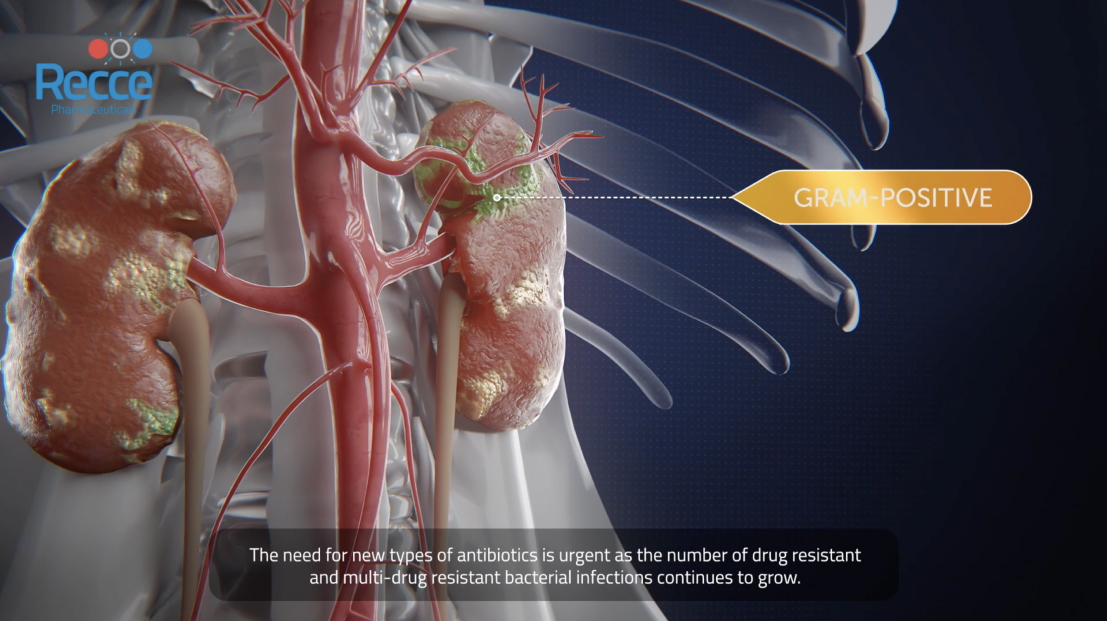 Recce
Pharmaceuticals
GRAM-POSITIVE
The need for new types of antibiotics is urgent as the number of drug resistant
and multi-drug resistant bacterial infections continues to grow.